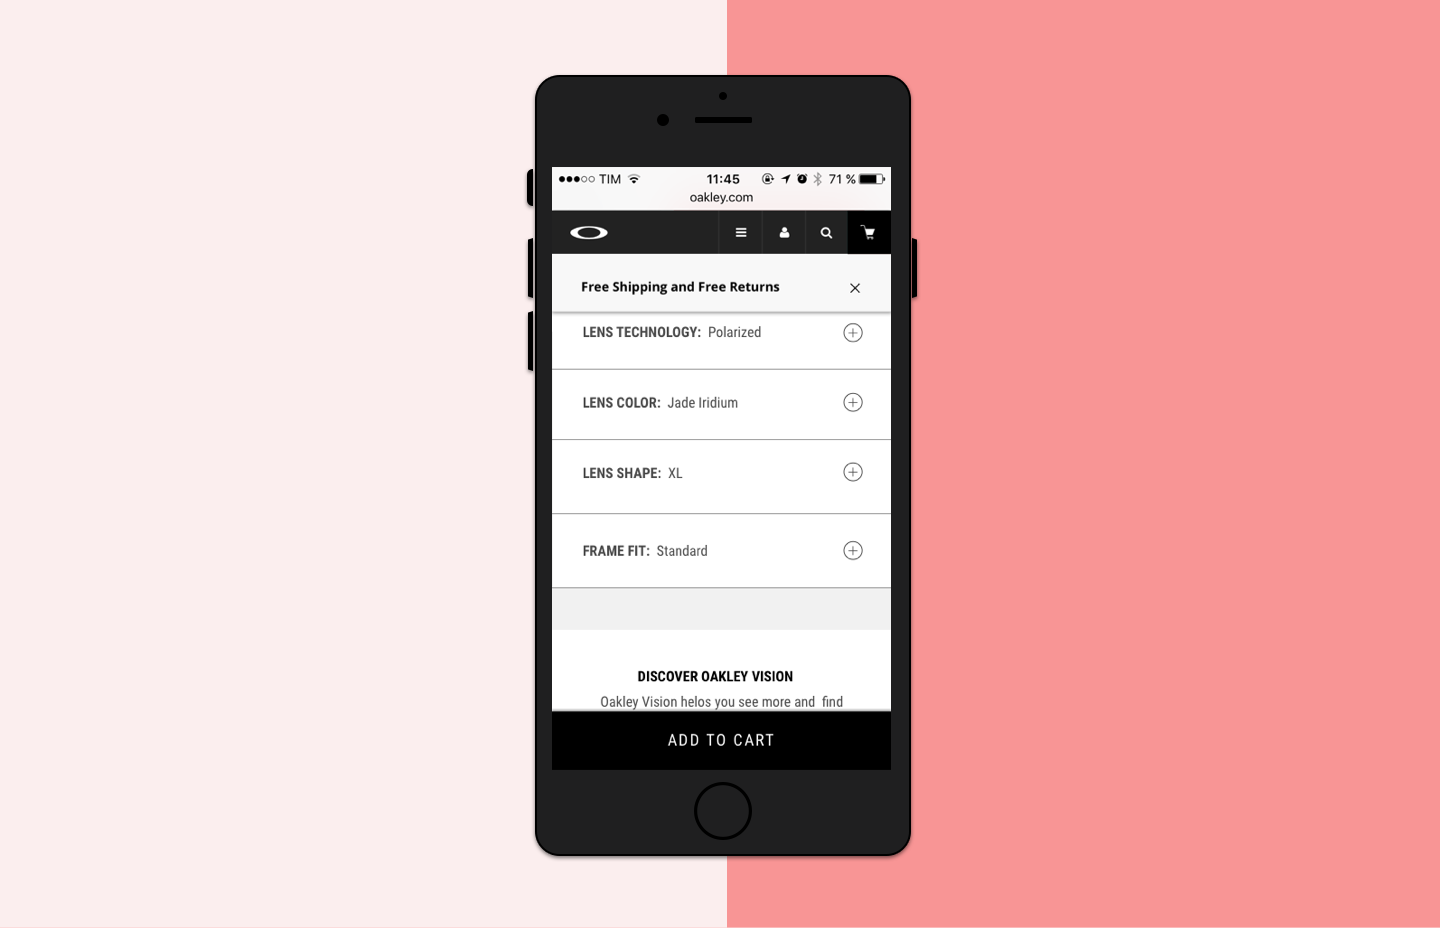 TIM 11:45 71 %
oakley.com
Free Shipping and Free Returns
LENS TECHNOLOGY: Polarized
LENS COLOR: Jade Iridium
LENS SHAPE: XL
FRAME FIT: Standard
DISCOVER OAKLEY VISION
Oakley Vision helos you see more and find
ADD TO CART